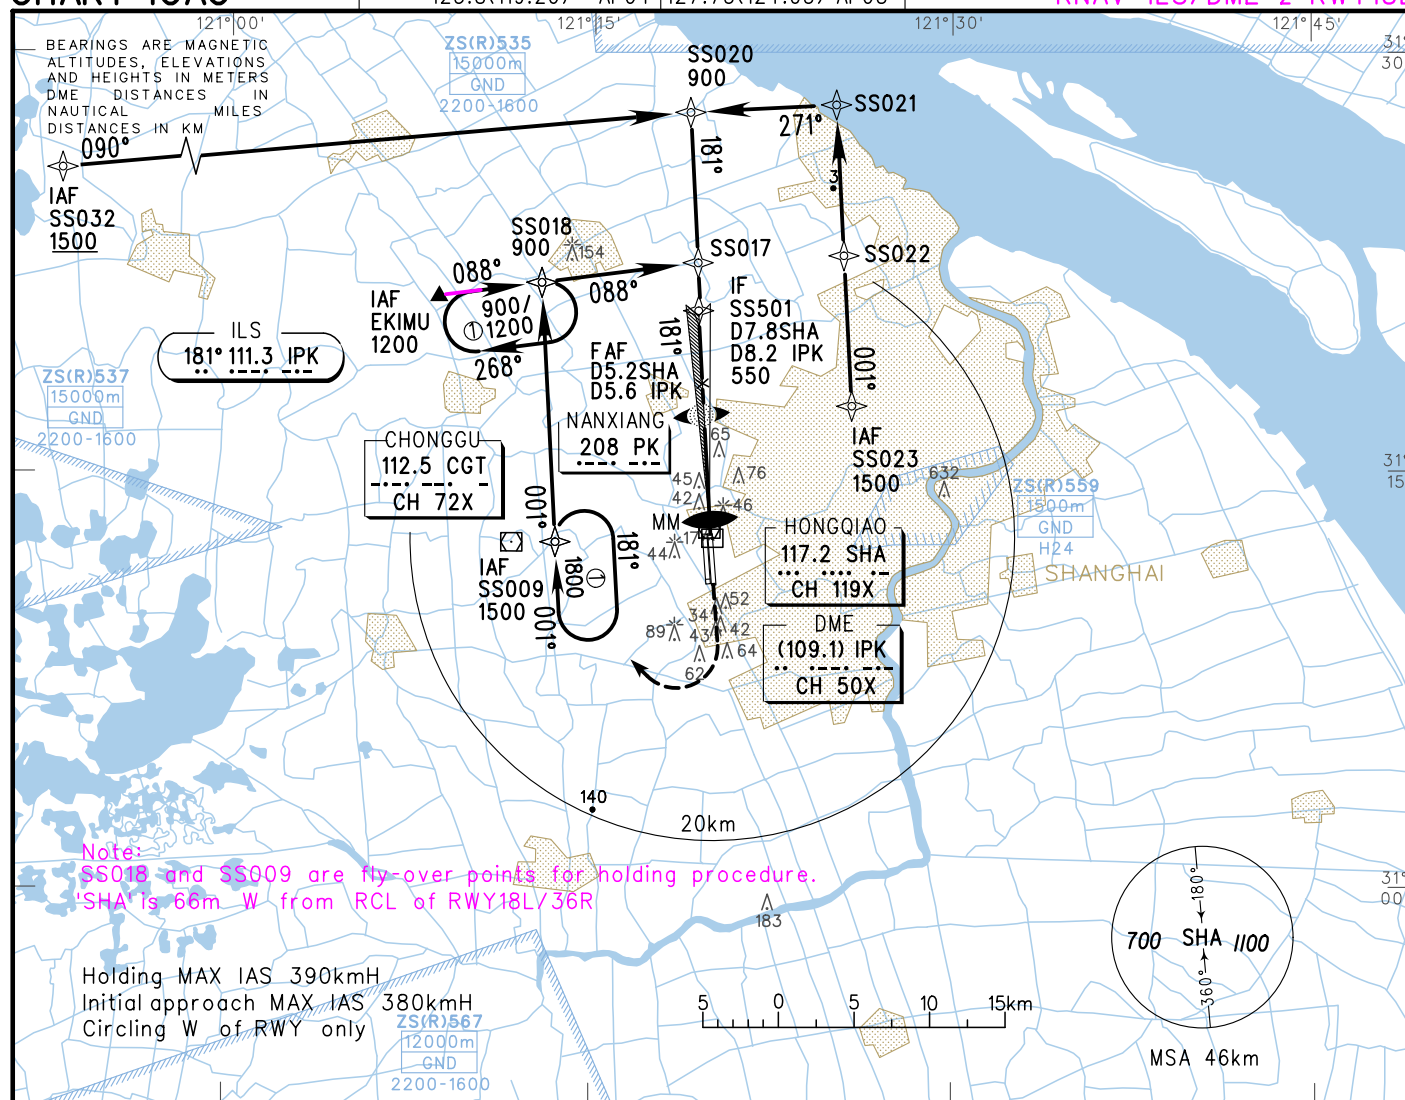 121°00'
121°15'
121°30'
121°45'
BEARINGS ARE MAGNETIC
ALTITUDES, ELEVATIONS
AND HEIGHTS IN METERS
DME DISTANCES IN
NAUTICAL MILES
DISTANCES IN KM
ZS(R)535
15000m
GND
2200-1600
31°
30'
SS020
900
SS021
271°
090°
181°
IAF
SS032
1500
3
SS018
900
154
SS017
SS022
088°
088°
IAF
EKIMU
1200
900/
① 1200
268°
IF
SS501
D7.8SHA
D8.2 IPK
550
181°
ILS
181° 111.3 IPK
FAF
D5.2SHA
D5.6 IPK
001°
ZS(R)537
15000m
GND
2200-1600
NANXIANG
208 PK
IAF
SS023
1500
CHONGGU
112.5 CGT
CH 72X
65
76
45
42
46
632
31°
15
ZS(R)559
1500m
GND
H24
MM
17
44
HONGQIAO
117.2 SHA
CH 119X
SHANGHAI
001°
181°
IAF
SS009
1500
1800
①
001°
52
34
42
43
89
64
62
DME
(109.1) IPK
CH 50X
140
20km
Note:
SS018 and SS009 are fly-over points for holding procedure.
'SHA' is 66m W from RCL of RWY18L/36R
183
31°
00'
180°
700 SHA 1100
360°
MSA 46km
Holding MAX IAS 390kmH
Initial approach MAX IAS 380kmH
Circling W of RWY only
ZS(R)567
12000m
GND
2200-1600
5 0 5 10 15km